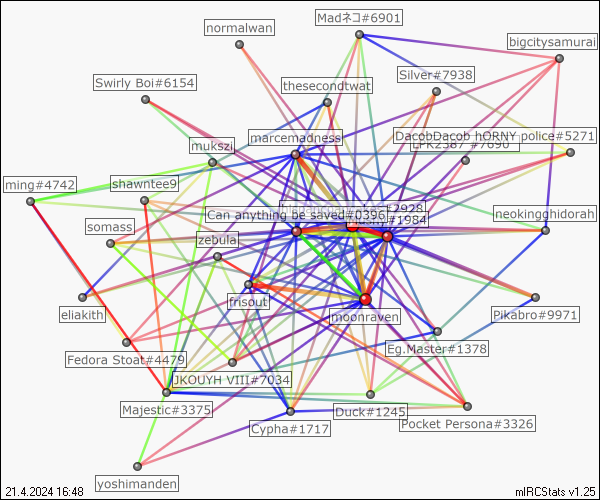 Madネコ#6901
normalwan
bigcitysamurai
Silver#7938
Swirly Boi#6154
thesecondtwat
DacobDacob hORNY police#5271
marcemadness
mukszi
ming#4742
shawntee9
#2928
Can anything be saved#0396
#1984
neokingghidorah
somass
zebula
eliakith
frisout
Pikabro#9971
moonraven
Eg.Master#1378
Fedora Stoat#4479
JKOUYH VIII#7034
Majestic#3375
Duck#1245
Pocket Persona#3326
Cypha#1717
yoshimanden
21.4.2024 16:48
mIRCStats v1.25